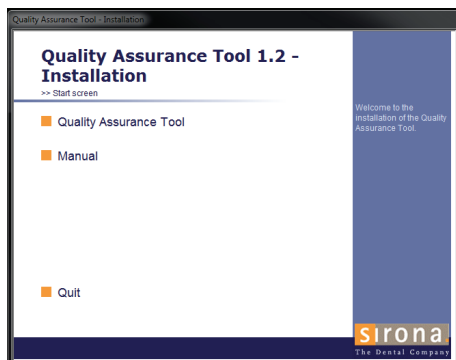 Quality Assurance Tool - Installation
Quality Assurance Tool 1.2 -
Installation
>> Start screen
Welcome to the
installation of the Quality
Assurance Tool.
Quality Assurance Tool
Manual
Quit
sirona.
The Dental Company